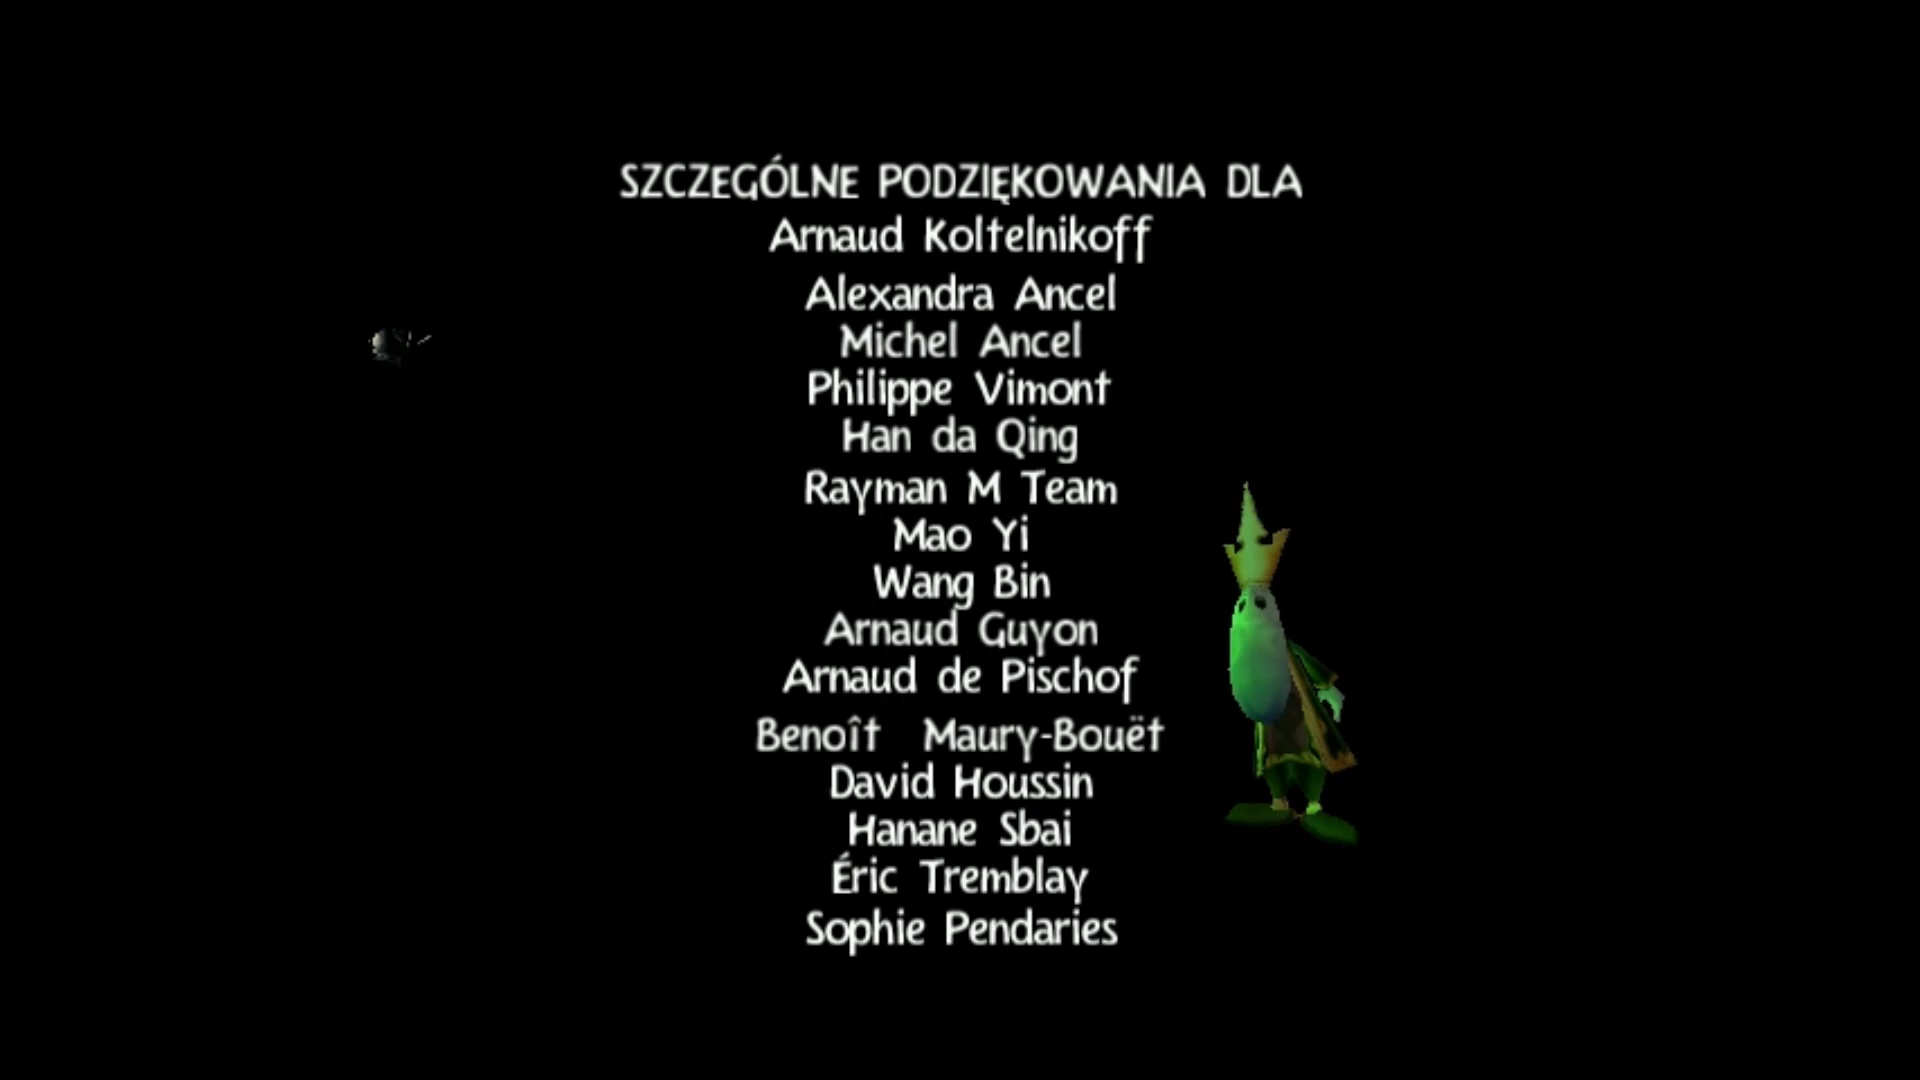 SZCZEGÓLNE PODZIĘKOWANIA DLA
Arnaud Koltelnikoff
Alexandra Ancel
Michel Ancel
Philippe Vimont
Han da Qing
Rayman M Team
Mao Yi
Wang Bin
Arnaud Guyon
Arnaud de Pischof
Benoît Maury-Bouët
David Houssin
Hanane Sbai
Éric Tremblay
Sophie Pendaries